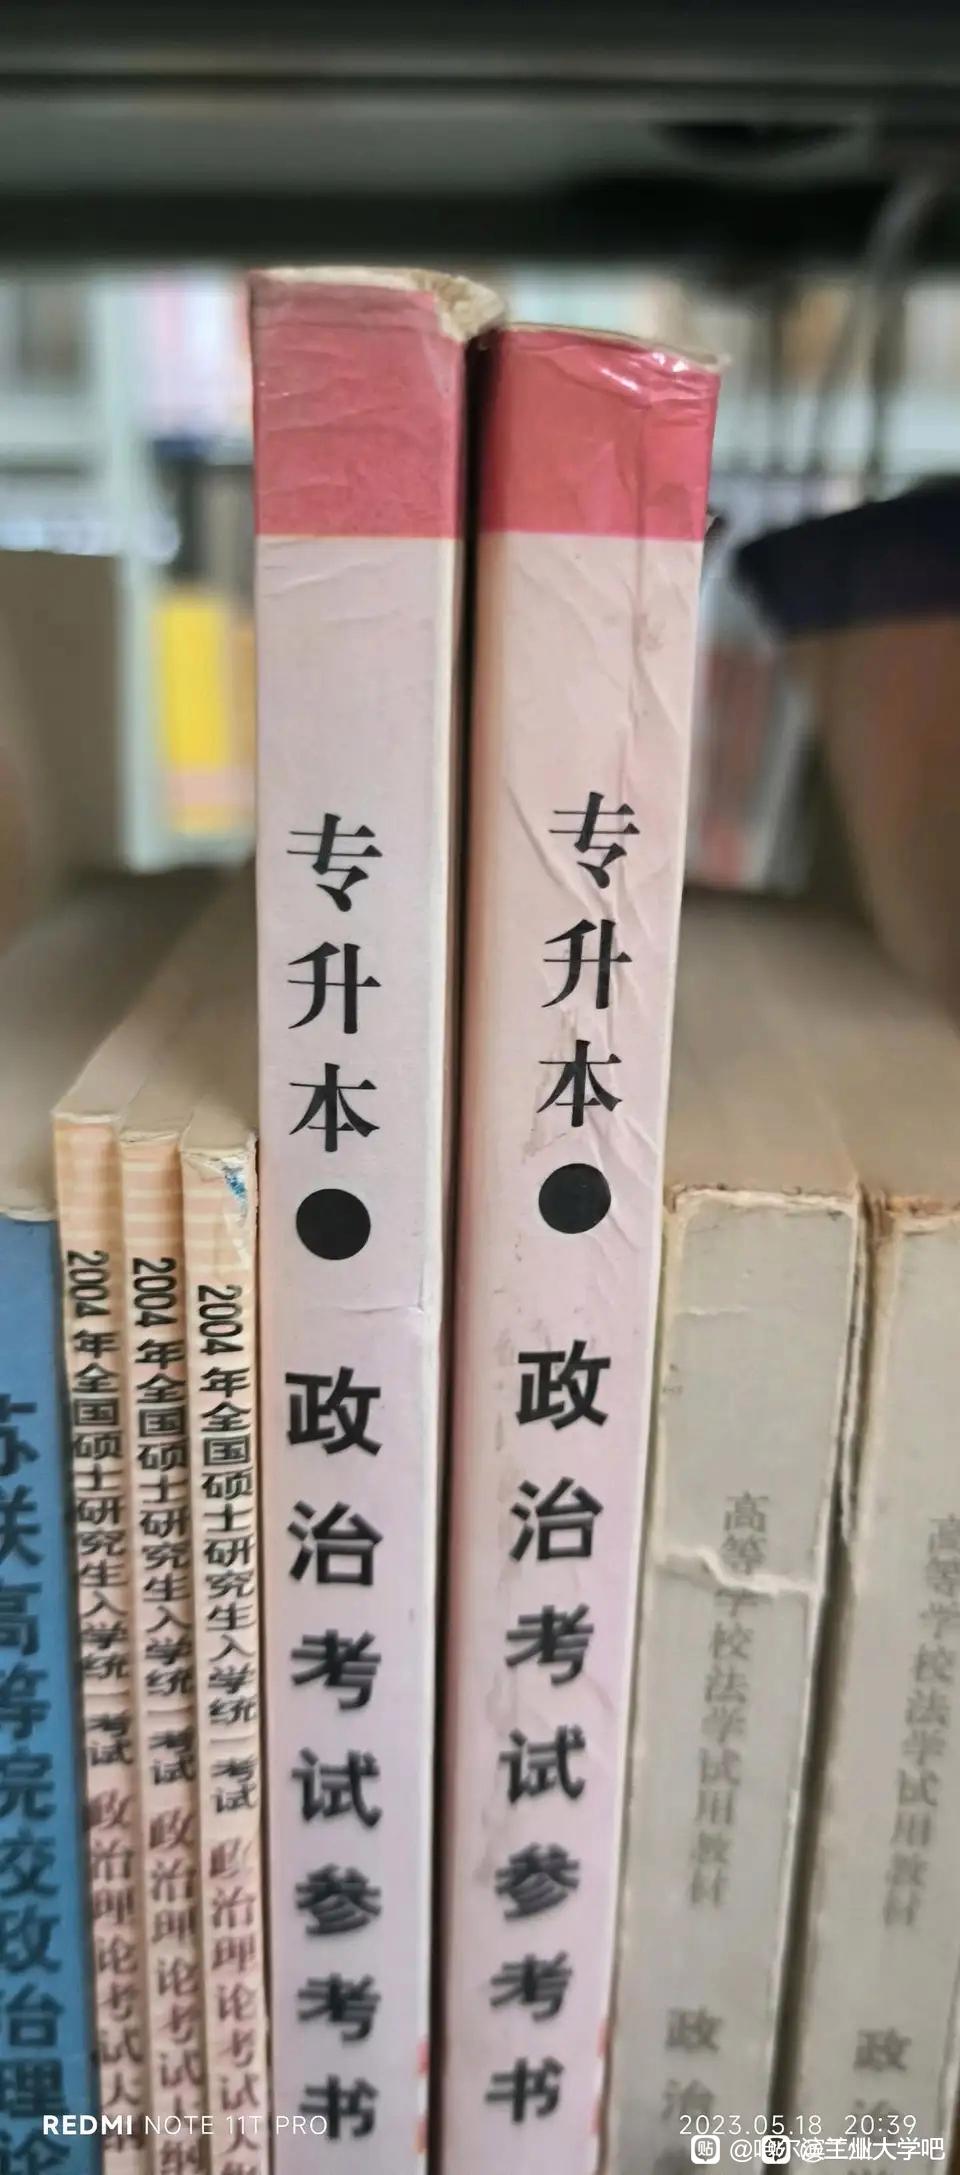 苏联高等院校政治理论
2004年全国硕士研究生入学统一考试 政治理论考试大纲
2004年全国硕士研究生入学统一考试 政治理论考试大纲
2004年全国硕士研究生入学统一考试 政治理论考试大
专升本●政治考试参考书
专升本●政治考试参考书
高等学校法学试用教材 政治
高等学校法学试用教材 政治
REDMI NOTE 11T PRO
2023.05.18 20:39